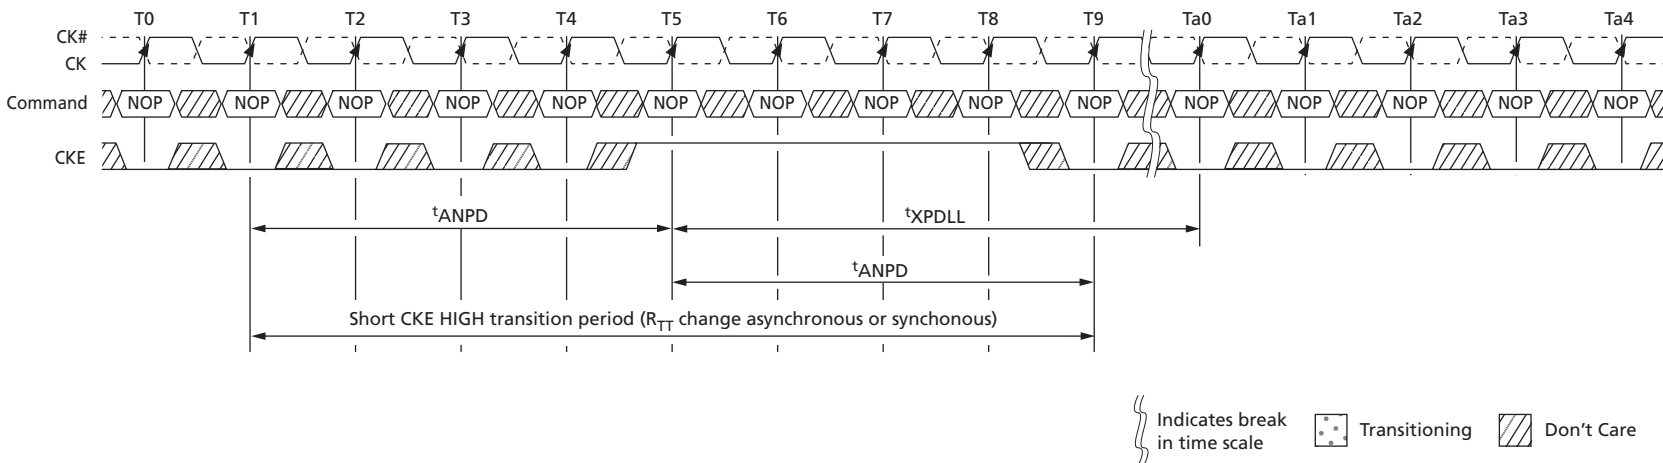 T0 T1 T2 T3 T4 T5 T6 T7 T8 T9 Ta0 Ta1 Ta2 Ta3 Ta4
CK#
CK
Command NOP NOP NOP NOP NOP NOP NOP NOP NOP NOP NOP NOP NOP NOP NOP
CKE
tANPD tXPDLL
tANPD
Short CKE HIGH transition period (RTT change asynchronous or synchonous)
Indicates break
in time scale
Transitioning
Don't Care